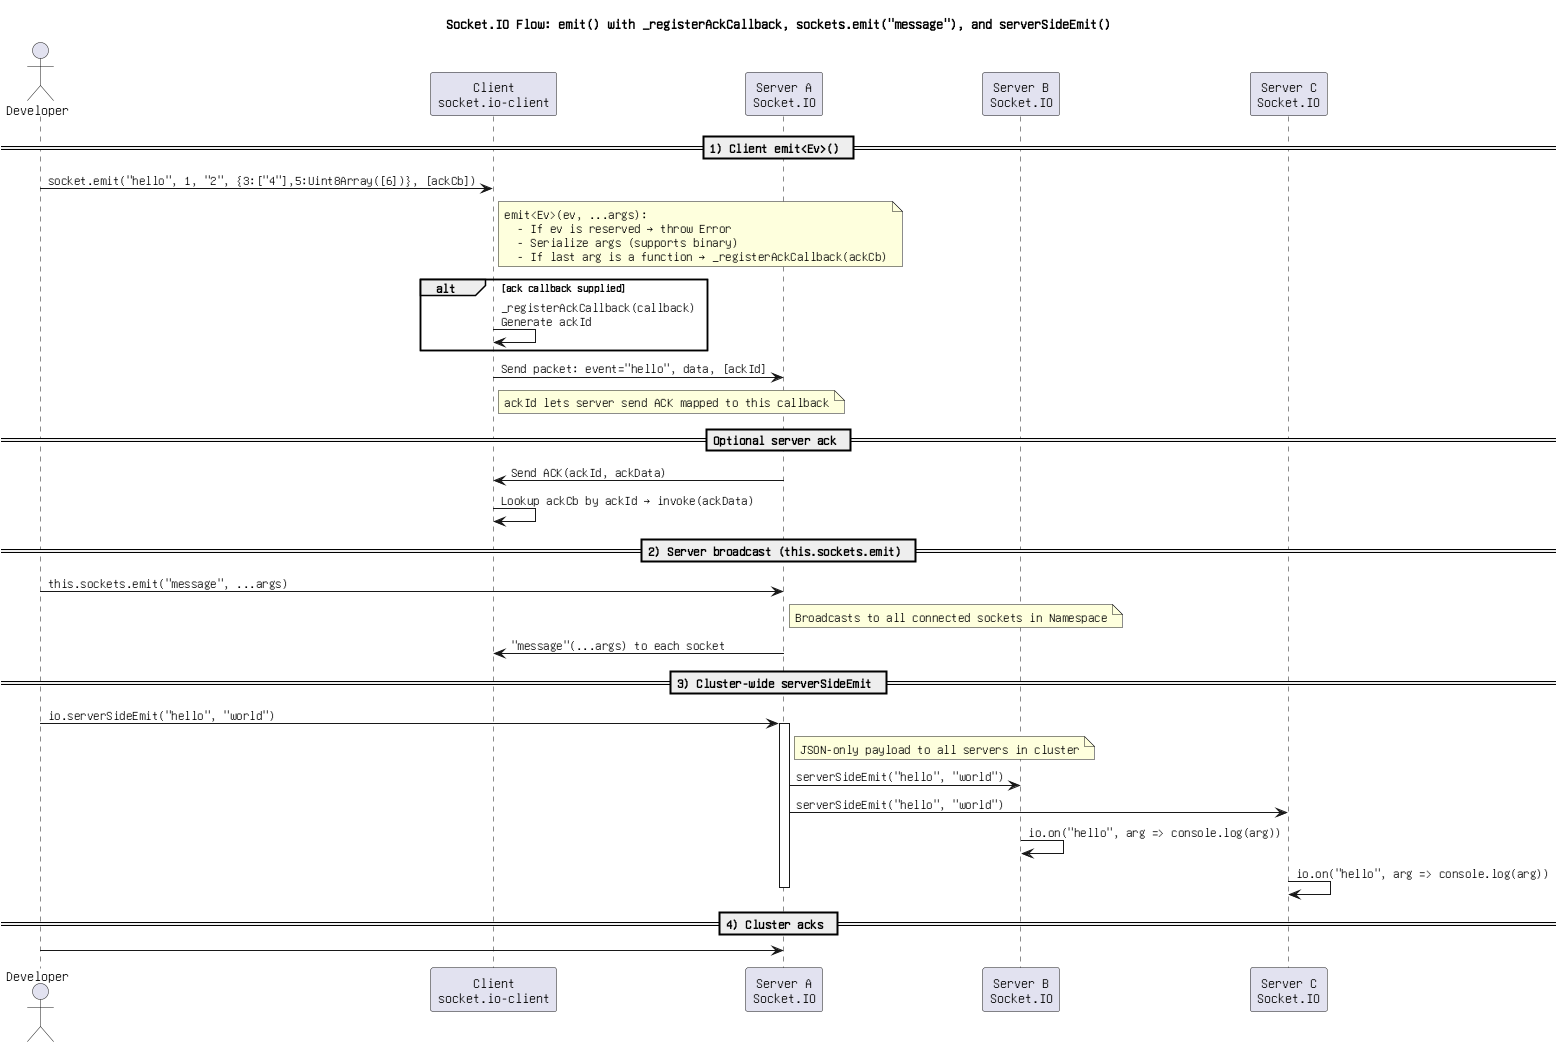 Socket.IO Flow: emit() with _registerAckCallback, sockets.emit("message"), and serverSideEmit()
Developer
Client
socket.io-client
Server A
Socket.IO
Server B
Socket.IO
Server C
Socket.IO
1) Client emit<Ev>()
socket.emit("hello", 1, "2", {3:["4"],5:Uint8Array([6])}, [ackCb])
emit<Ev>(ev, ...args):
- If ev is reserved → throw Error
- Serialize args (supports binary)
- If last arg is a function → _registerAckCallback(ackCb)
alt
[ack callback supplied]
_registerAckCallback(callback)
Generate ackId
Send packet: event="hello", data, [ackId]
ackId lets server send ACK mapped to this callback
Optional server ack
Send ACK(ackId, ackData)
Lookup ackCb by ackId → invoke(ackData)
2) Server broadcast (this.sockets.emit)
this.sockets.emit("message", ...args)
Broadcasts to all connected sockets in Namespace
"message"(...args) to each socket
3) Cluster-wide serverSideEmit
io.serverSideEmit("hello", "world")
JSON-only payload to all servers in cluster
serverSideEmit("hello", "world")
serverSideEmit("hello", "world")
io.on("hello", arg => console.log(arg))
io.on("hello", arg => console.log(arg))
4) Cluster acks
Developer
Client
socket.io-client
Server A
Socket.IO
Server B
Socket.IO
Server C
Socket.IO